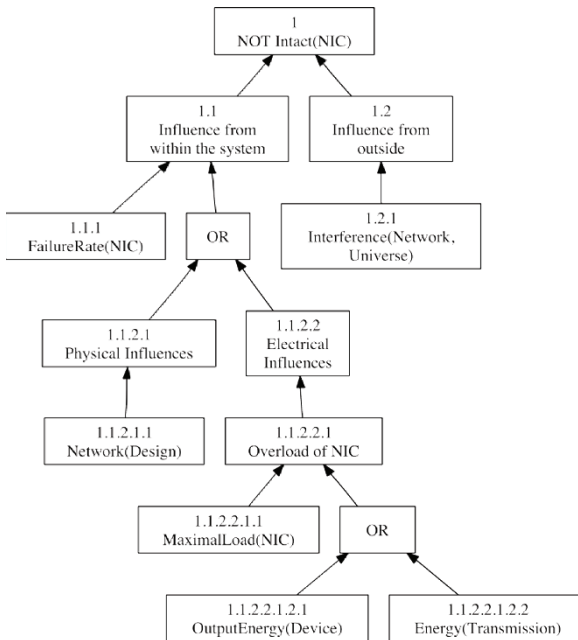 1
NOT Intact(NIC)
1.1
Influence from
within the system
1.2
Influence from
outside
1.1.1
FailureRate(NIC)
OR
1.2.1
Interference(Network,
Universe)
1.1.2.1
Physical Influences
1.1.2.2
Electrical
Influences
1.1.2.1.1
Network(Design)
1.1.2.2.1
Overload of NIC
1.1.2.2.1.1
MaximalLoad(NIC)
OR
1.1.2.2.1.2.1
OutputEnergy(Device)
1.1.2.2.1.2.2
Energy(Transmission)